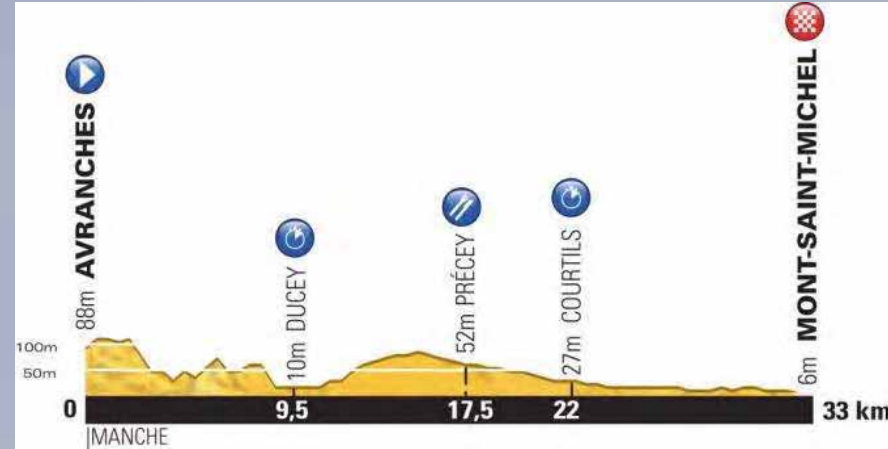 88m AVRANCHES
10m DUCEY
52m PRÉCEY
27m COURTILS
6m MONT-SAINT-MICHEL
100m
50m
0 9,5 17,5 22 33 km
|MANCHE